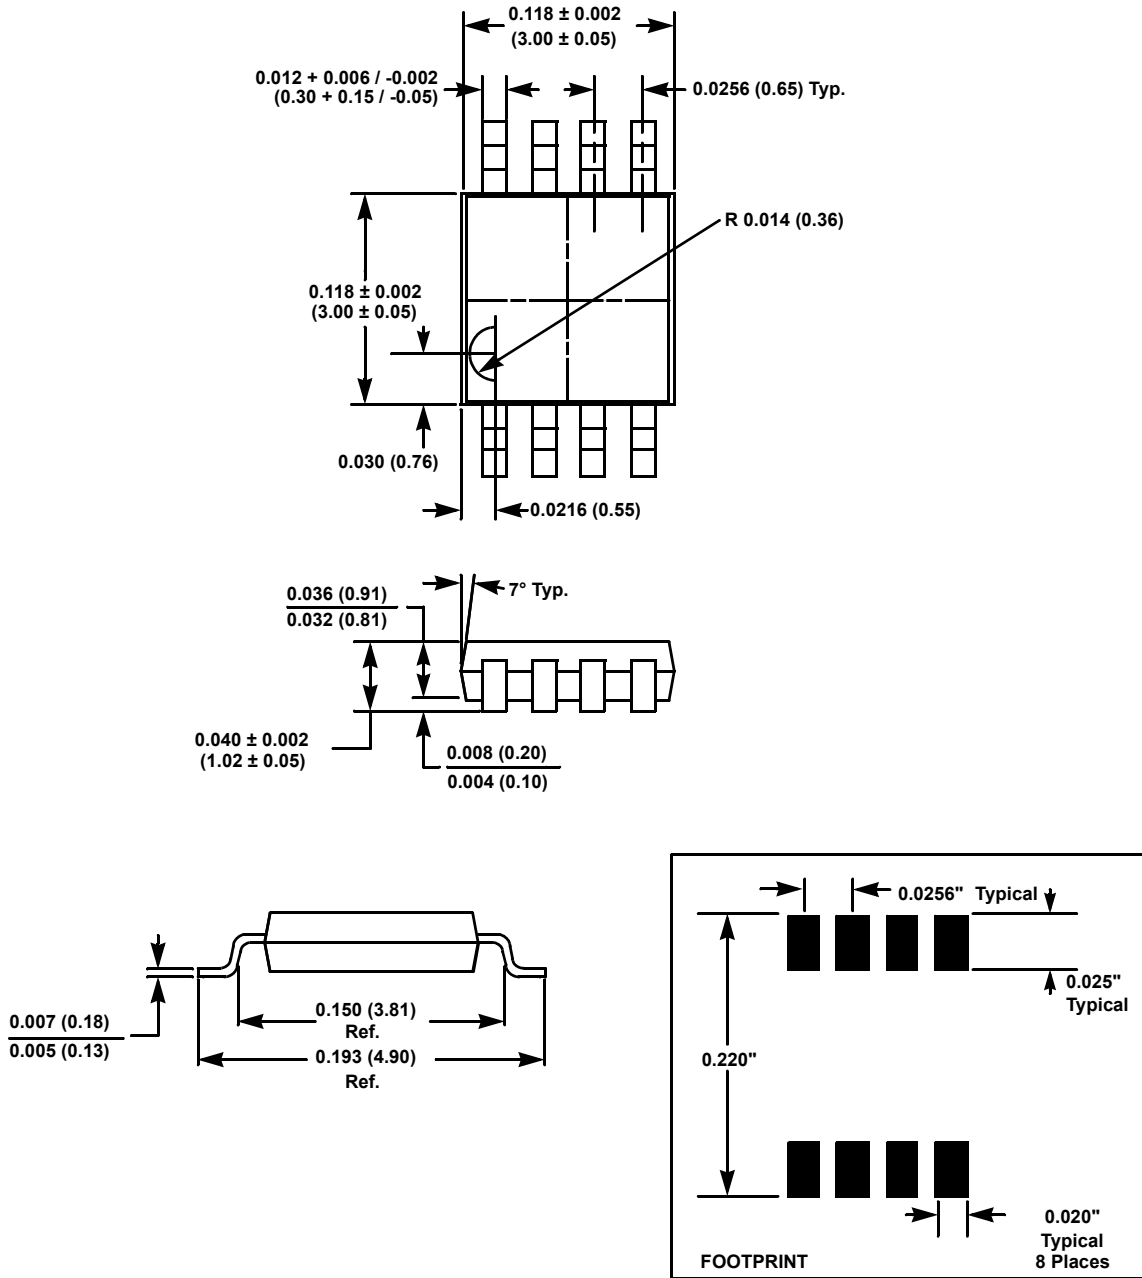 0.118 ± 0.002
(3.00 ± 0.05)
0.012 + 0.006 / -0.002
(0.30 + 0.15 / -0.05)
0.0256 (0.65) Typ.
R 0.014 (0.36)
0.118 ± 0.002
(3.00 ± 0.05)
0.030 (0.76)
0.0216 (0.55)
7° Typ.
0.036 (0.91)
0.032 (0.81)
0.040 ± 0.002
(1.02 ± 0.05)
0.008 (0.20)
0.004 (0.10)
0.007 (0.18)
0.005 (0.13)
0.150 (3.81)
Ref.
0.193 (4.90)
Ref.
0.0256" Typical
0.025"
Typical
0.220"
0.020"
Typical
8 Places
FOOTPRINT